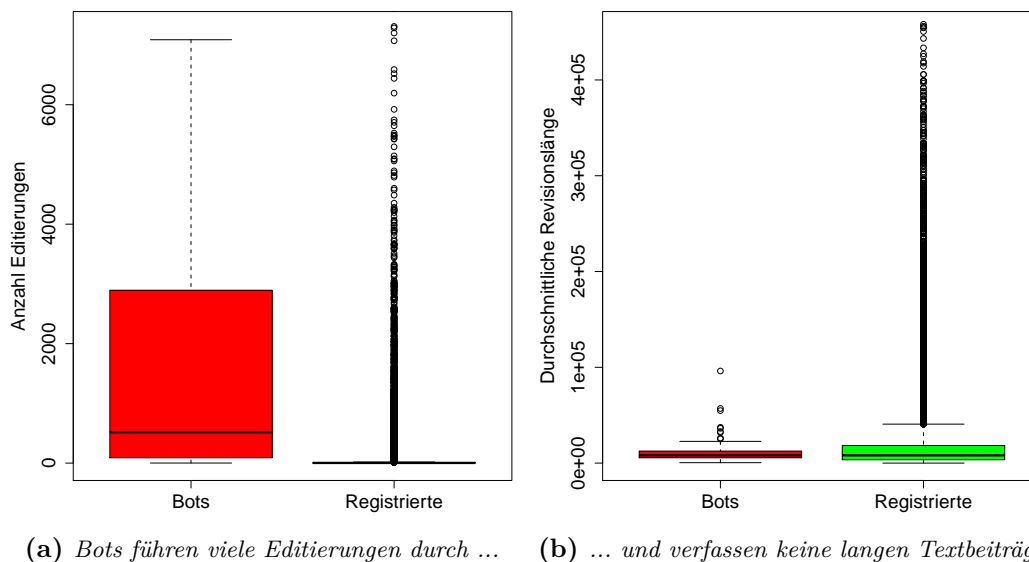 Anzahl Editierungen
0
2000
4000
6000
Bots
Registrierte
Durchschnittliche Revisionslänge
0e+00
1e+05
2e+05
3e+05
4e+05
Bots
Registrierte
(a) Bots führen viele Editierungen durch ...
(b) ... und verfassen keine langen Textbeiträg